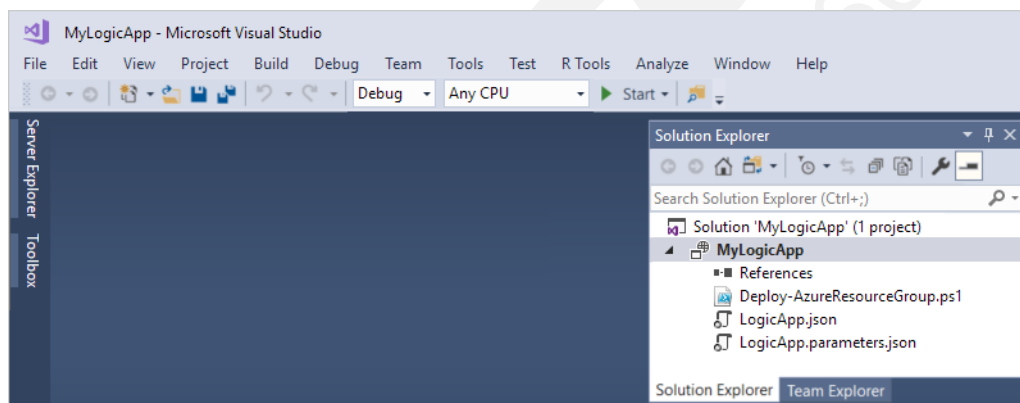 MyLogicApp - Microsoft Visual Studio
File Edit View Project Build Debug Team Tools Test R Tools Analyze Window Help
Debug Any CPU Start
Server Explorer
Toolbox
Solution Explorer
Search Solution Explorer (Ctrl+;)
Solution 'MyLogicApp' (1 project)
MyLogicApp
References
Deploy-AzureResourceGroup.ps1
LogicApp.json
LogicApp.parameters.json
Solution Explorer Team Explorer